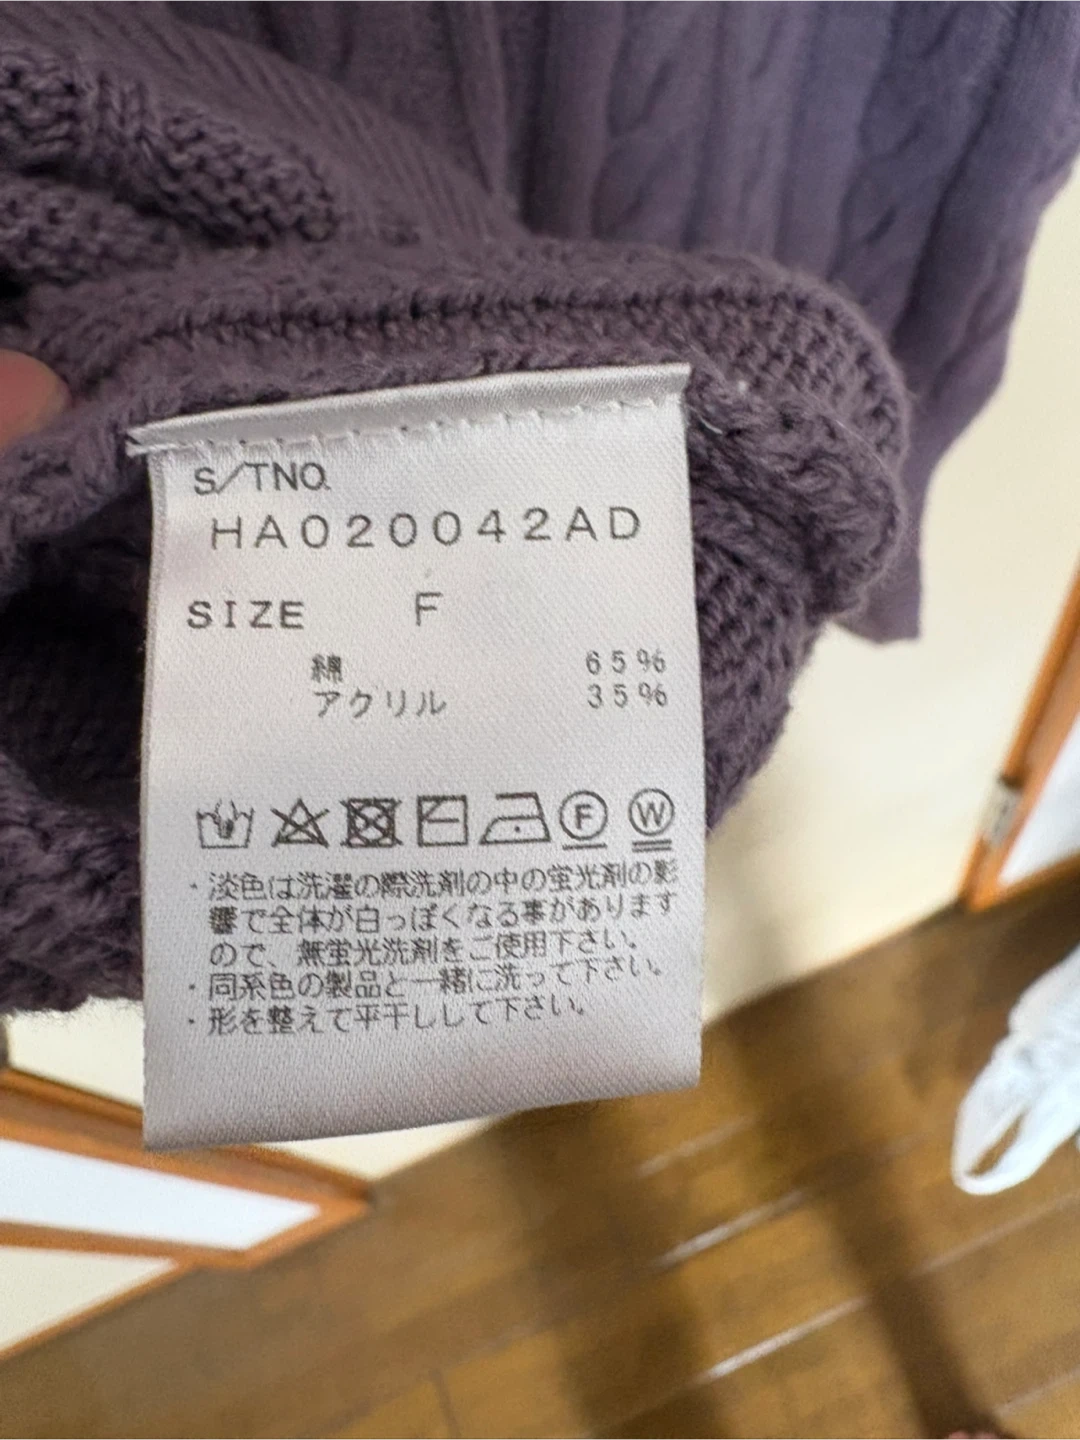 S/TNO.
HA020042AD
SIZE F
綿 65%
アクリル 35%
F W
・淡色は洗濯の際洗剤の中の蛍光剤の影
響で全体が白っぽくなる事があります
ので、無蛍光洗剤をご使用下さい。
・同系色の製品と一緒に洗って下さい。
・形を整えて平干しして下さい。